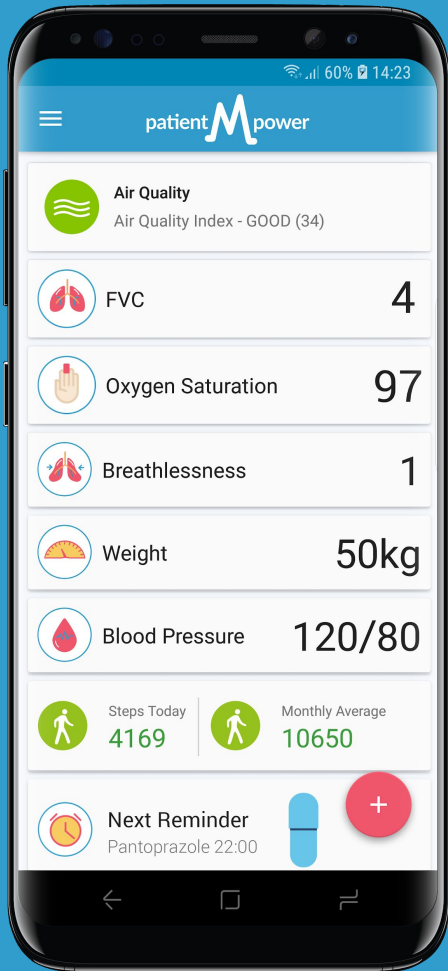 60% 14:23
patient M power
Air Quality
Air Quality Index - GOOD (34)
FVC 4
Oxygen Saturation 97
Breathlessness 1
Weight 50kg
Blood Pressure 120/80
Steps Today Monthly Average
4169 10650
Next Reminder
Pantoprazole 22:00